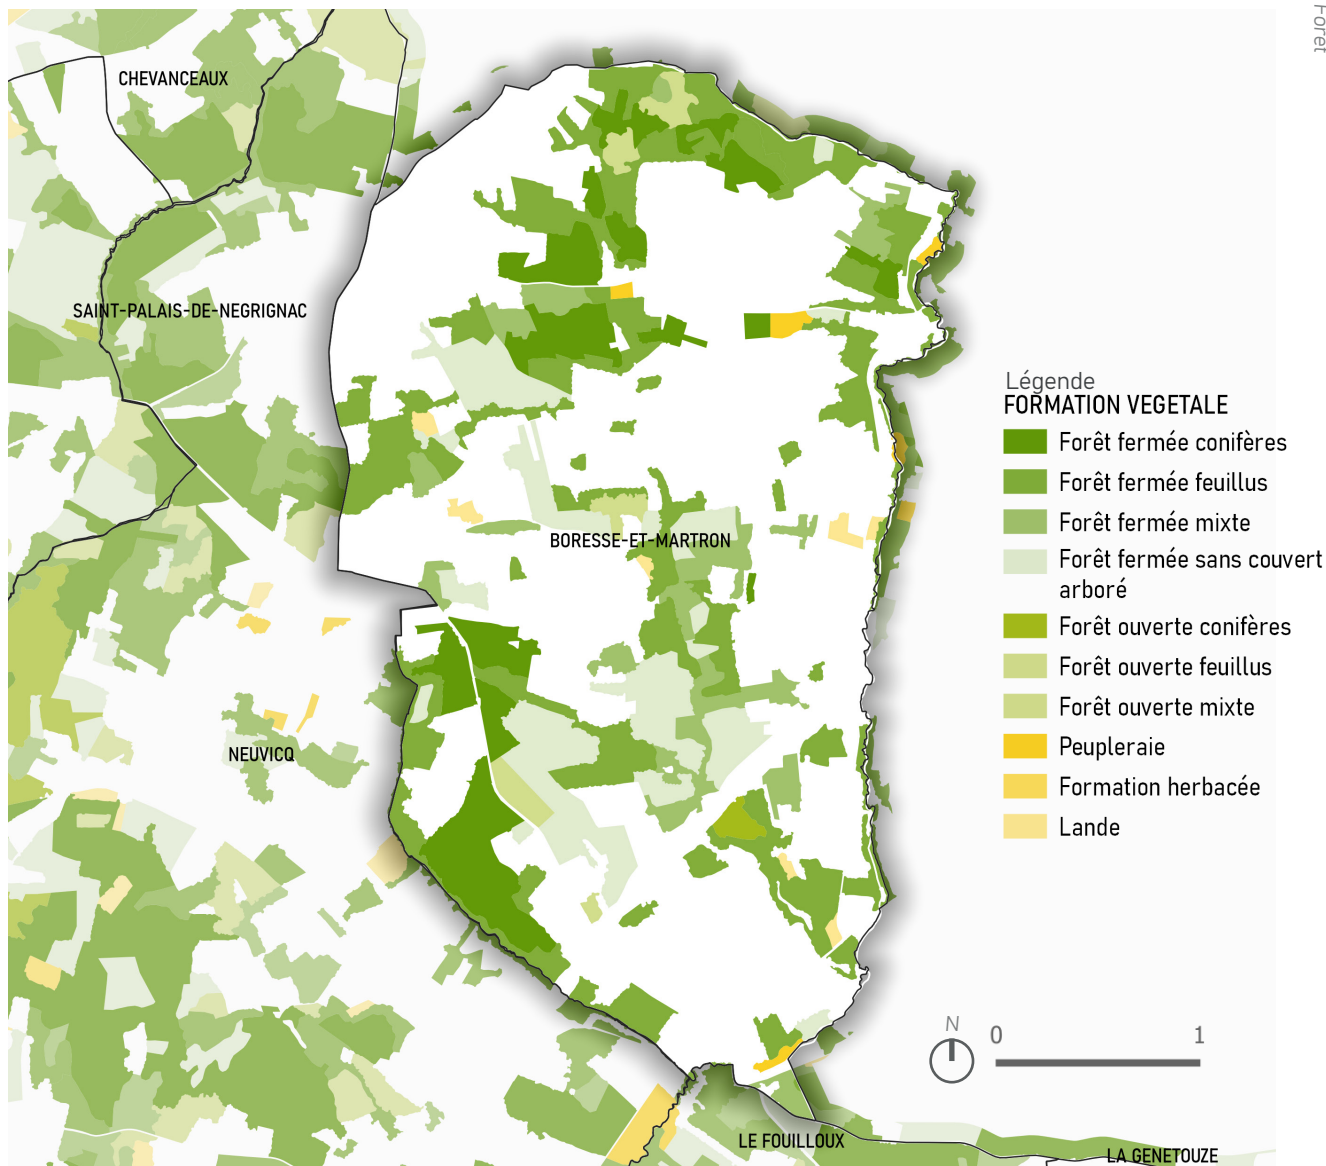 Foret
CHEVANCEAUX
SAINT-PALAIS-DE-NEGRIGNAC
BORESSE-ET-MARTRON
NEUVICQ
LE FOUILLOUX
LA GENETOUZE
Légende
FORMATION VEGETALE
Forêt fermée conifères
Forêt fermée feuillus
Forêt fermée mixte
Forêt fermée sans couvert
arboré
Forêt ouverte conifères
Forêt ouverte feuillus
Forêt ouverte mixte
Peupleraie
Formation herbacée
Lande
N
0 1